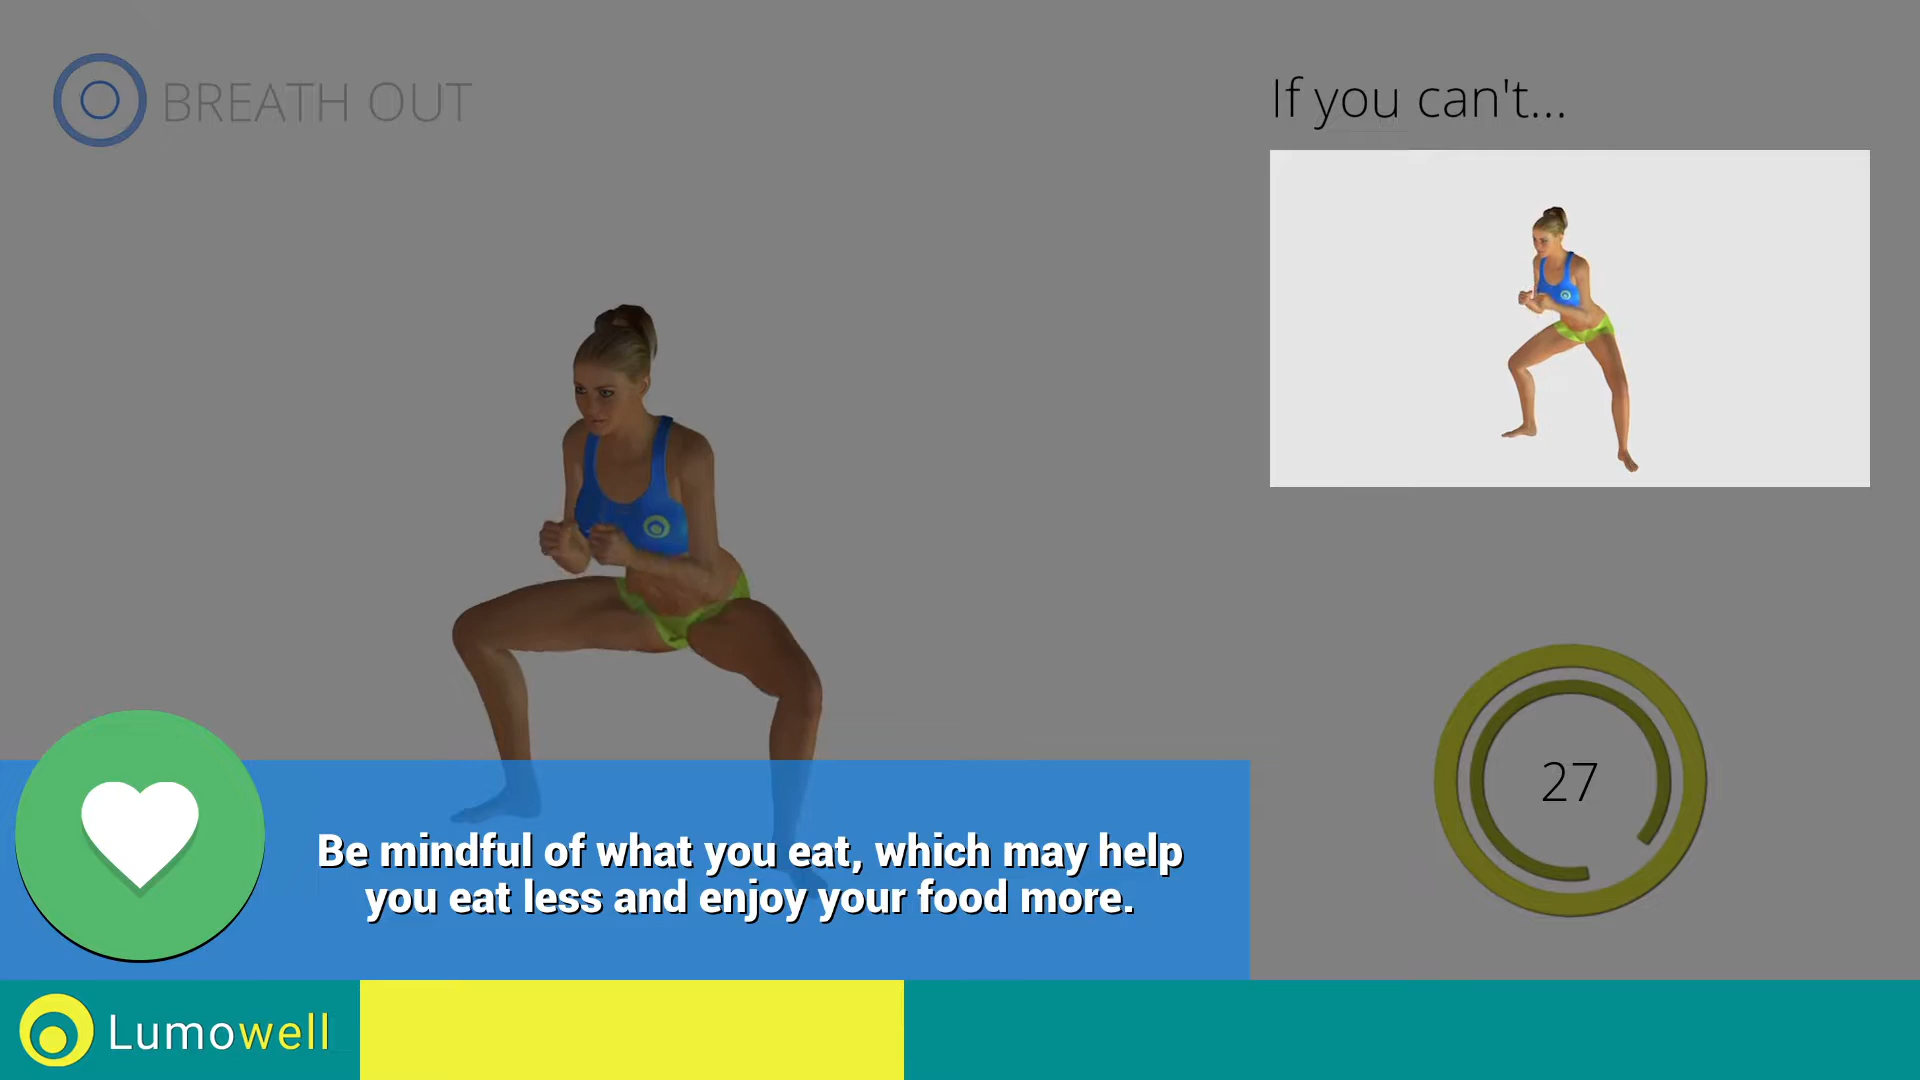 BREATH OUT
If you can't...
27
Be mindful of what you eat, which may help
you eat less and enjoy your food more.
Lumowell